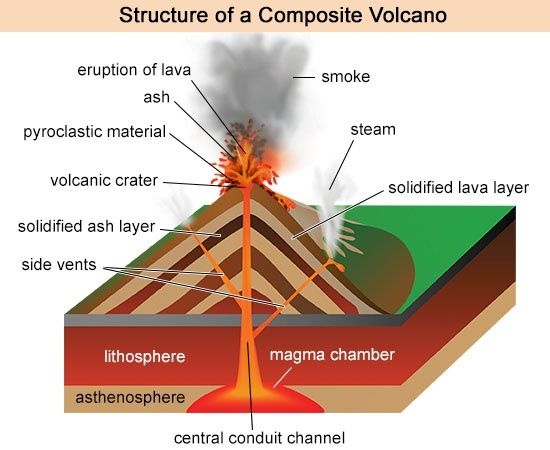 Structure of a Composite Volcano
eruption of lava
smoke
ash
steam
pyroclastic material
volcanic crater
solidified lava layer
solidified ash layer
side vents
lithosphere
magma chamber
asthenosphere
central conduit channel